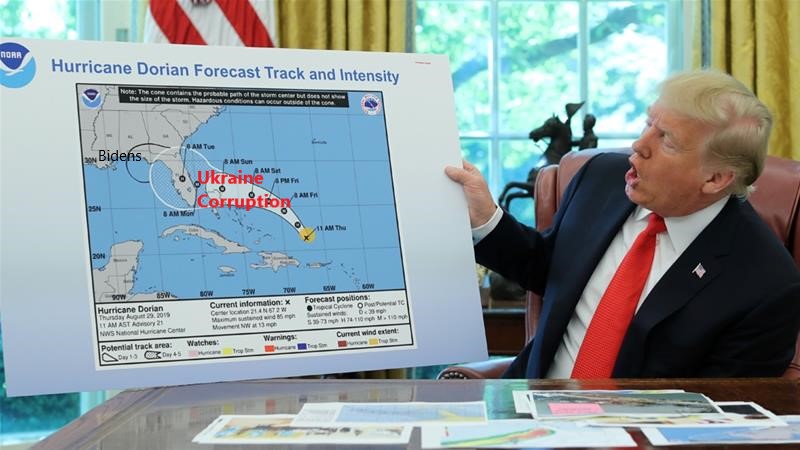 NOAA
Hurricane Dorian Forecast Track and Intensity
Note: The cone contains the probable path of the storm center but does not show
the size of the storm. Hazardous conditions can occur outside of the cone.
Bermuda
Bidens
30N
8 AM Tue
8 AM Sun
8 AM Sat
8 PM Fri
8 AM Fri
Ukraine
Corruption
25N
8 AM Mon
11 AM Thu
20N
90W
85W
80W
75W
70W
65W
60W
Hurricane Dorian
Thursday August 29, 2019
11 AM AST Advisory 21
NWS National Hurricane Center
Current information: x
Center location 21.4 N 67.2 W
Maximum sustained wind 85 mph
Movement NW at 13 mph
Forecast positions:
Tropical Cyclone
Post/Potential TC
Sustained winds: D < 39 mph
S 39-73 mph H 74-110 mph M > 110 mph
Potential track area:
Day 1-3
Day 4-5
Watches:
Hurricane
Trop Stm
Warnings:
Hurricane
Trop Stm
Current wind extent:
Hurricane
Trop Stm